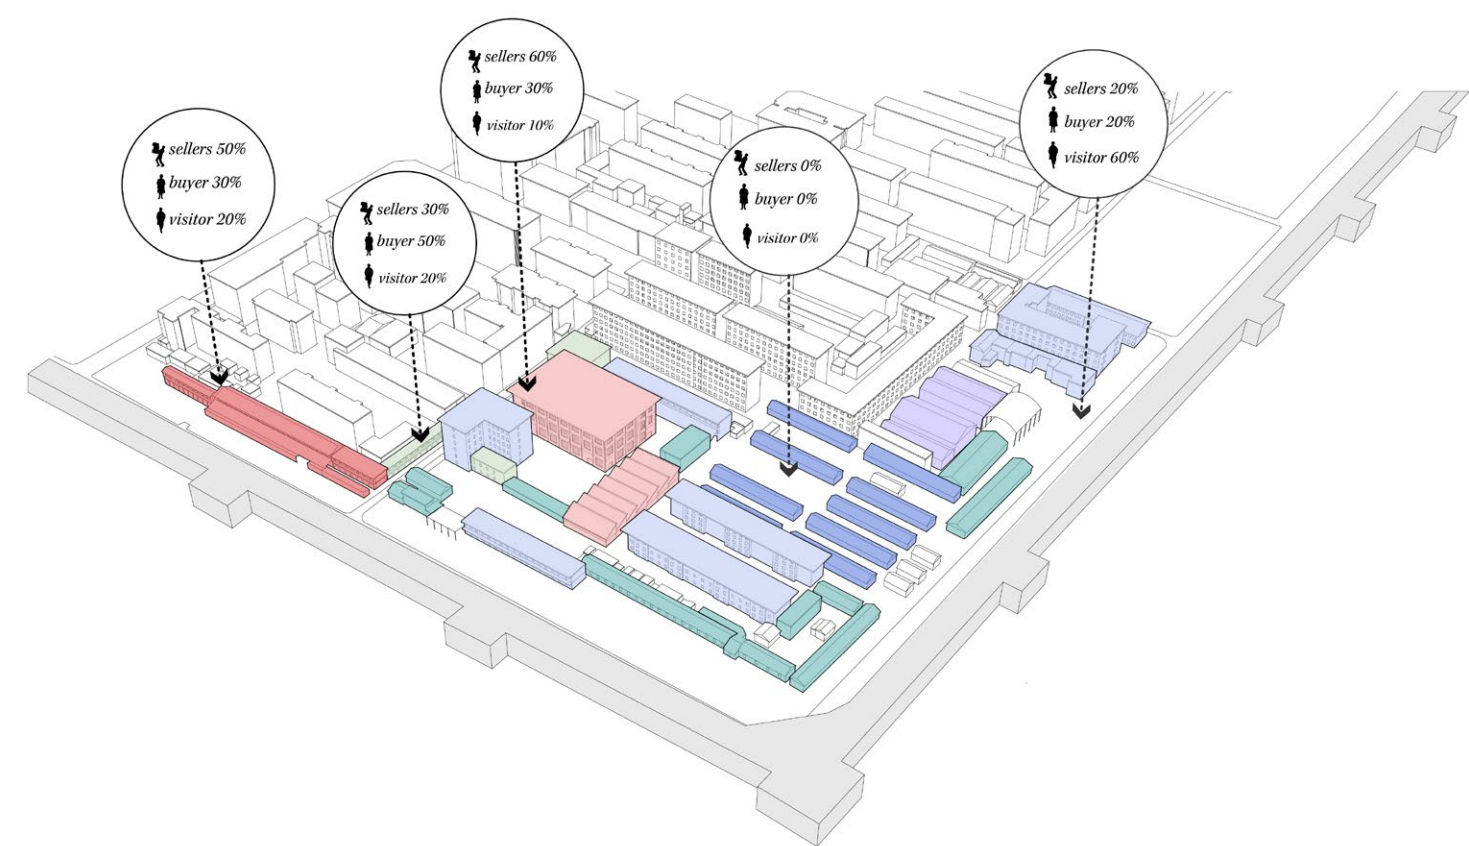 sellers 50%
buyer 30%
visitor 20%
sellers 30%
buyer 50%
visitor 20%
sellers 60%
buyer 30%
visitor 10%
sellers 0%
buyer 0%
visitor 0%
sellers 20%
buyer 20%
visitor 60%